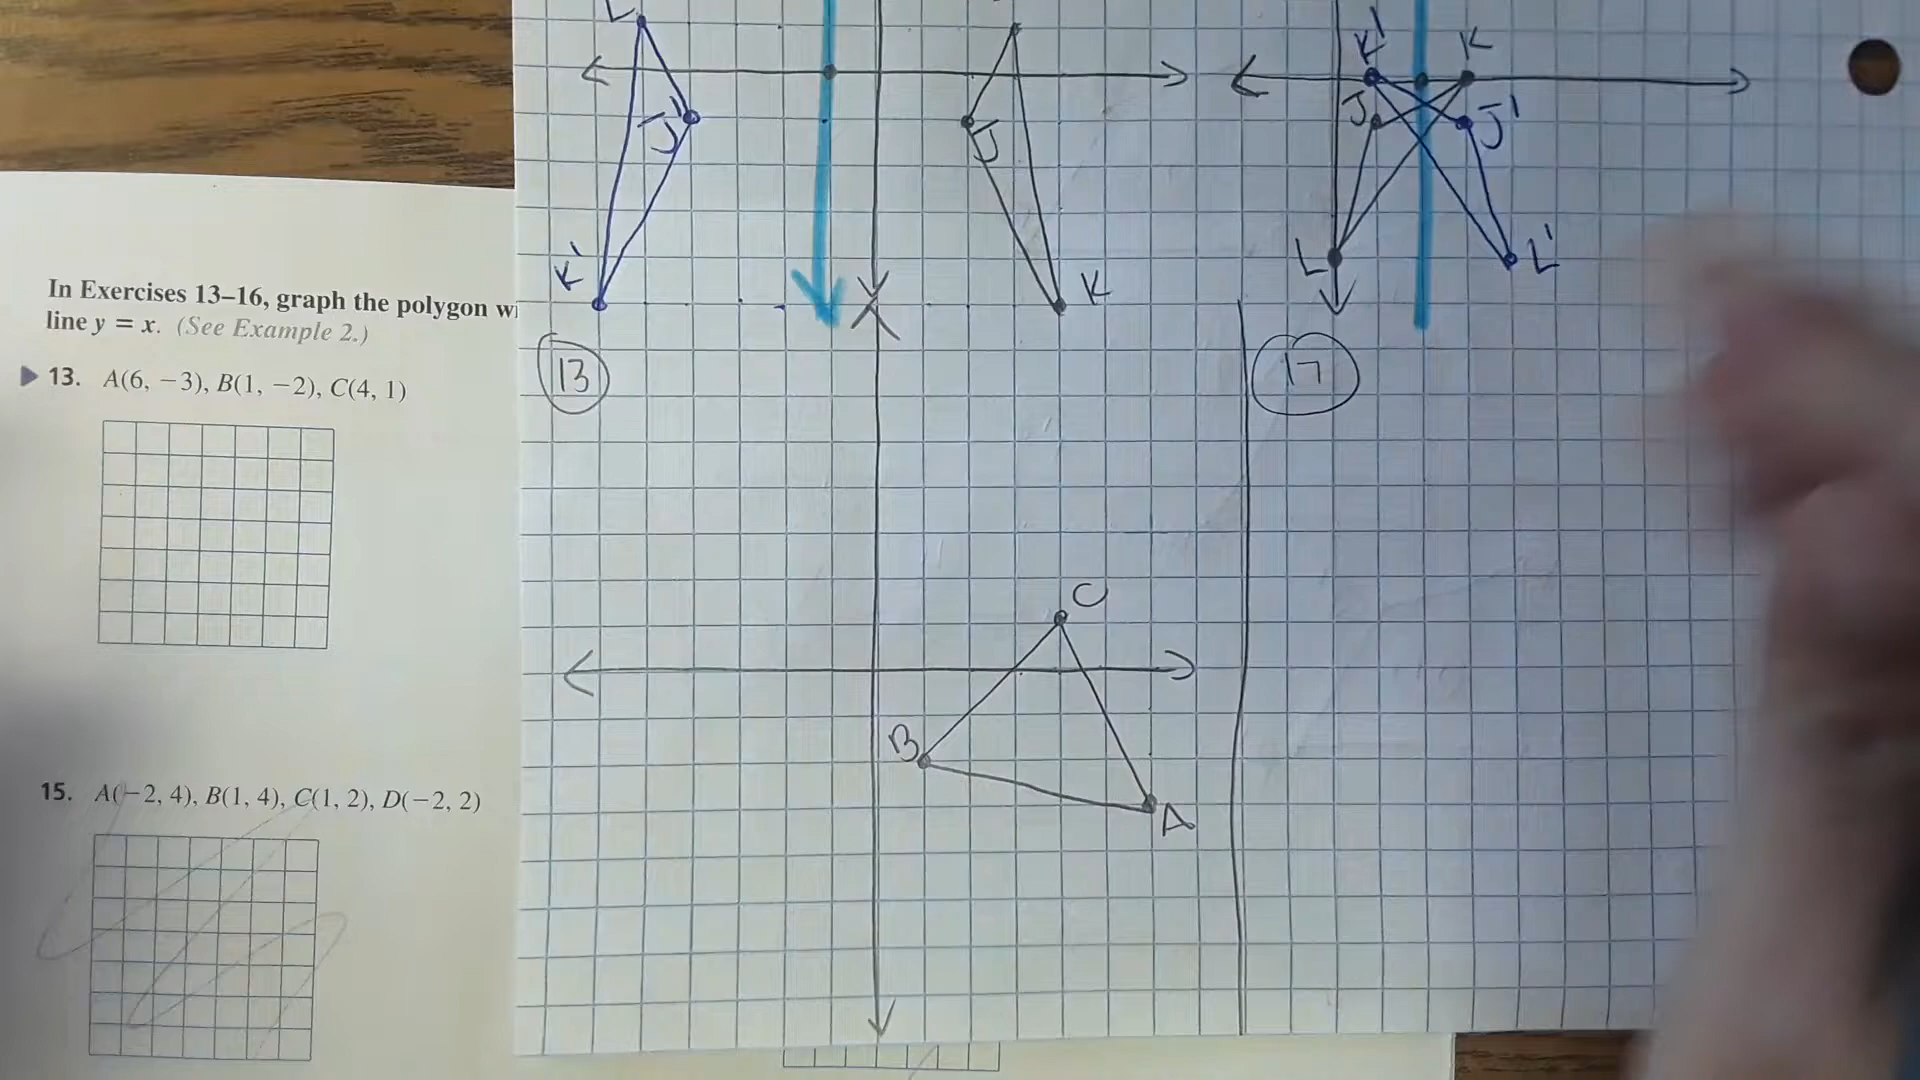 In Exercises 13–16, graph the polygon
line y = x. (See Example 2.)
13. A(6, −3), B(1, −2), C(4, 1)
15. A(−2, 4), B(1, 4), C(1, 2), D(−2, 2)
J'
K'
J
K
K'
K
J
J'
L
L'
13
17
C
B
A